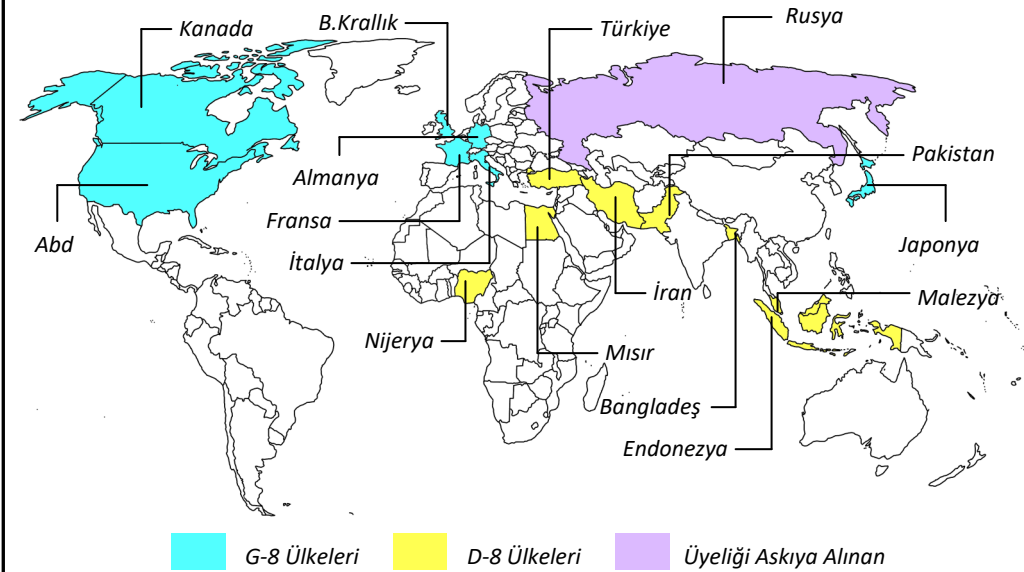 Kanada
B.Krallık
Türkiye
Rusya
Pakistan
Almanya
Fransa
Abd
İtalya
Japonya
İran
Malezya
Nijerya
Mısır
Bangladeş
Endonezya
G-8 Ülkeleri
D-8 Ülkeleri
Üyeliği Askıya Alınan